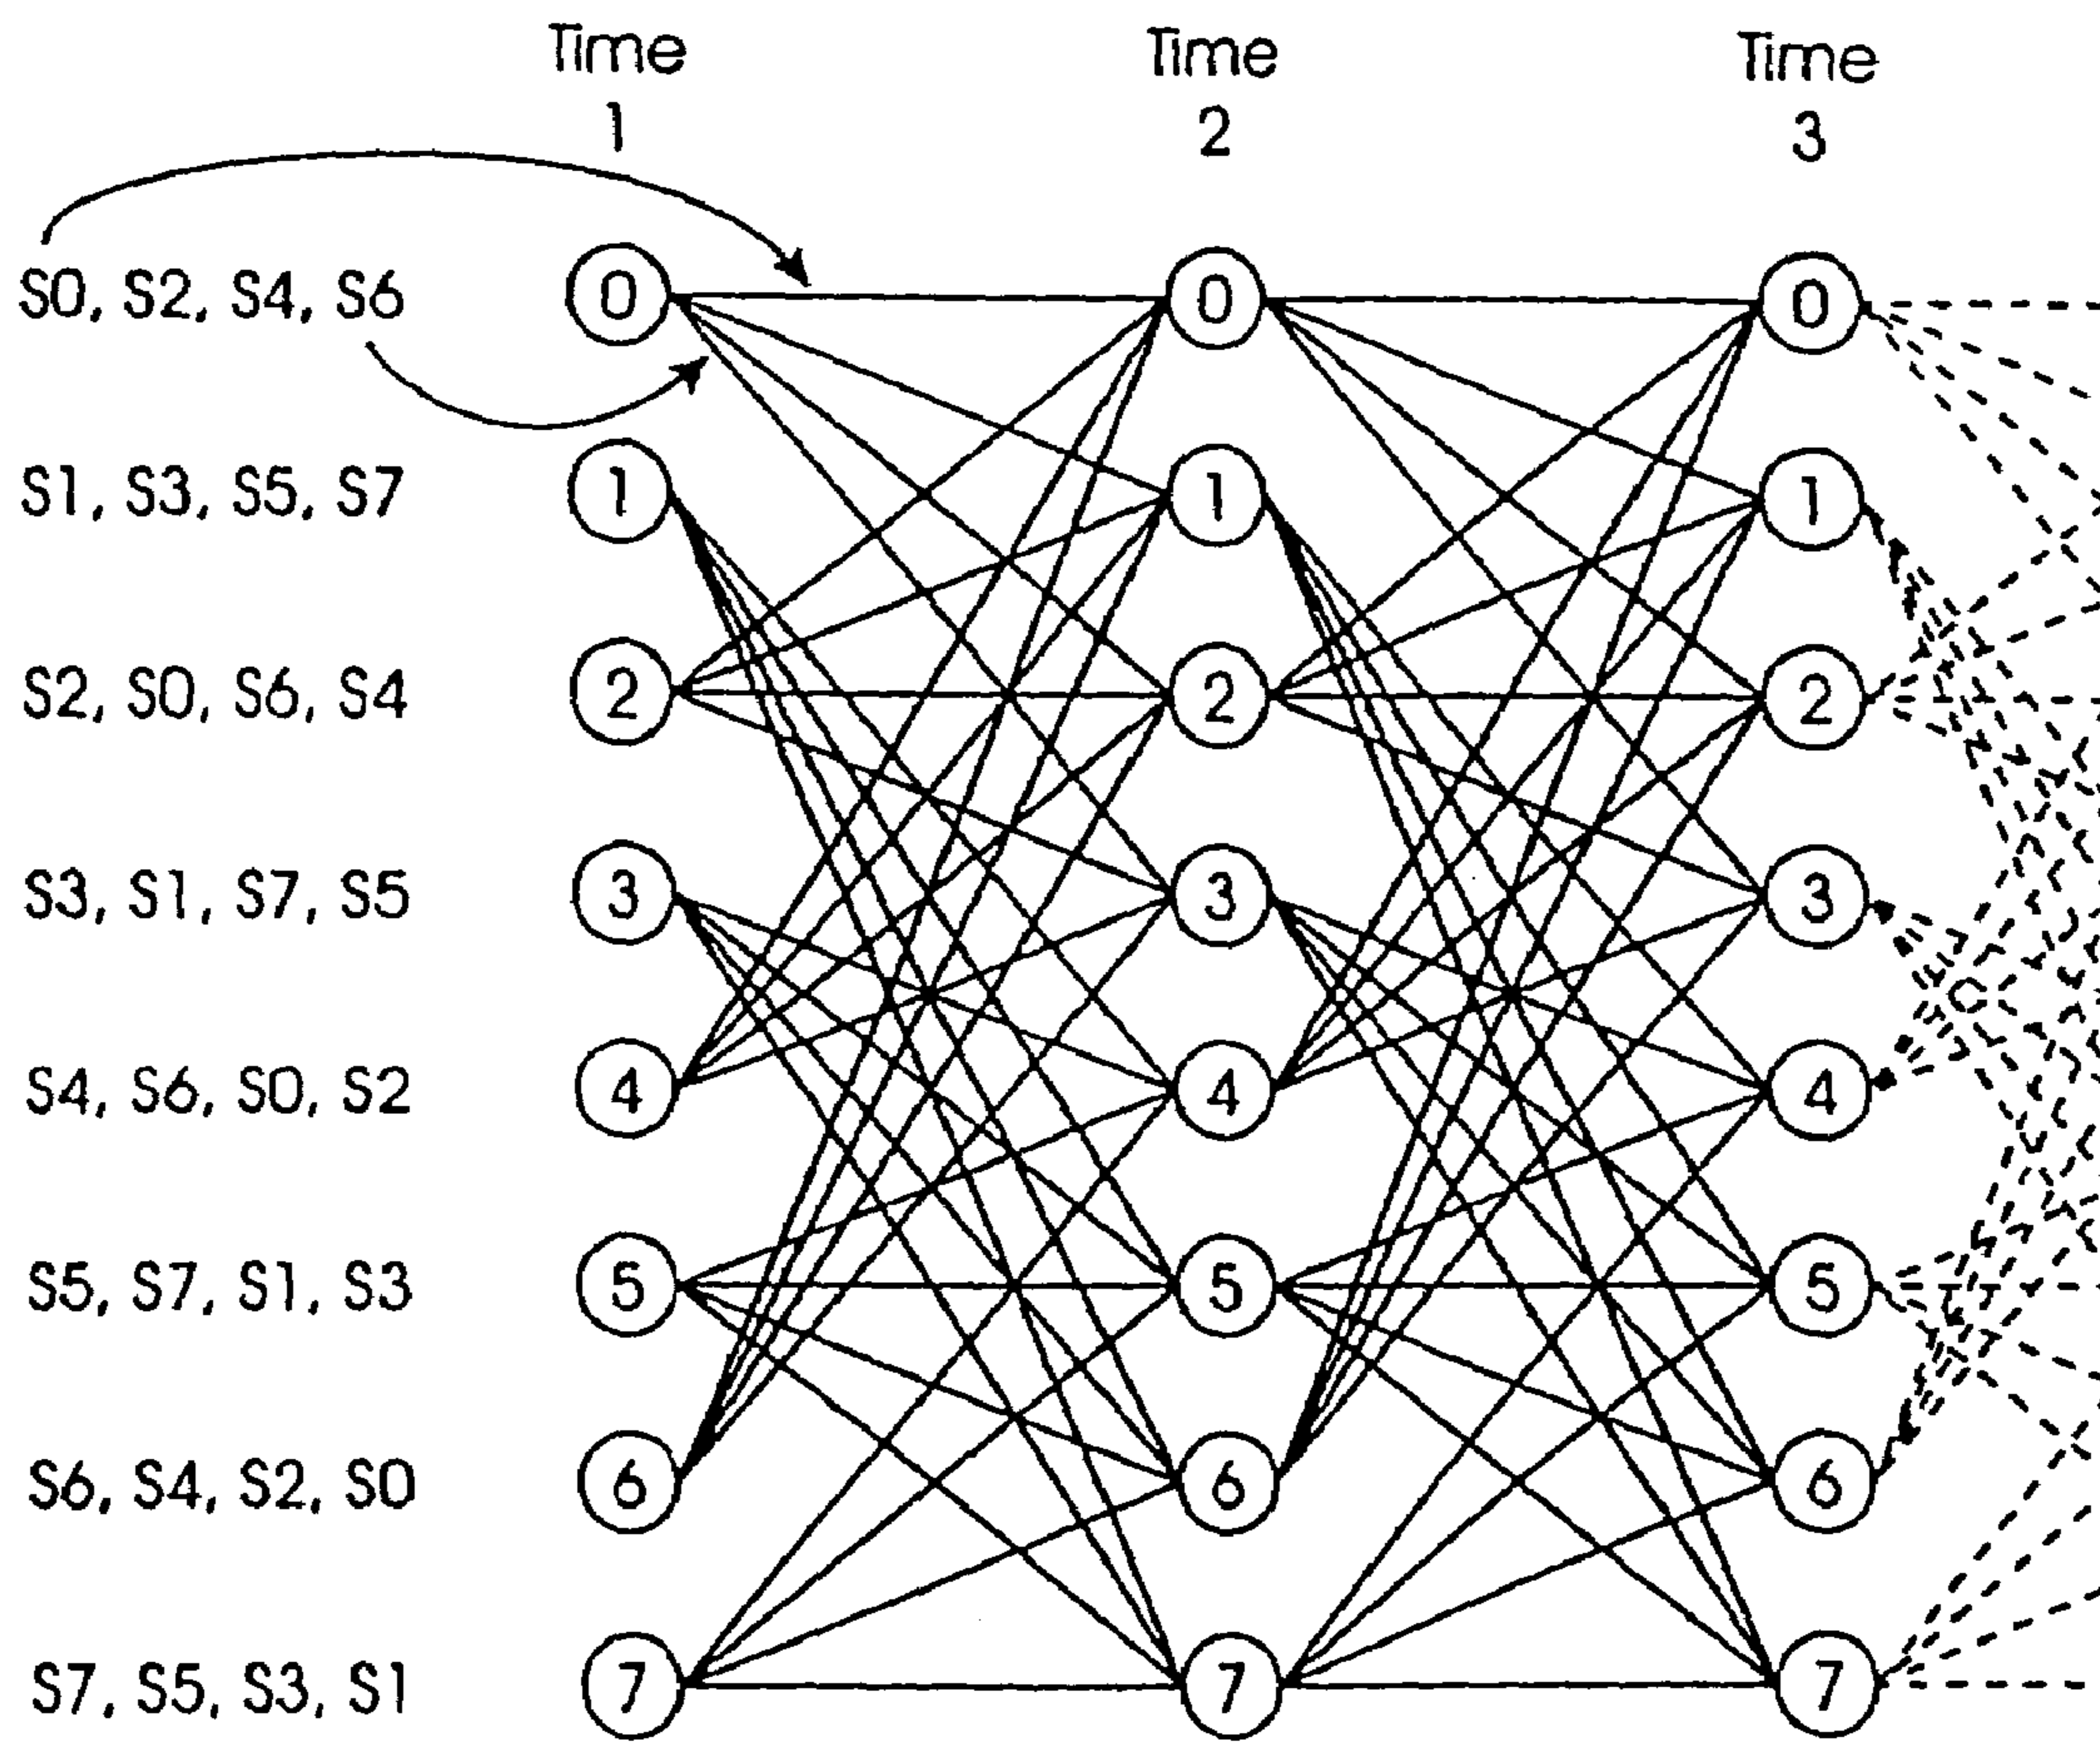 Time Time Time
1 2 3
S0, S2, S4, S6 0 0 0
S1, S3, S5, S7 1 1 1
S2, S0, S6, S4 2 2 2
S3, S1, S7, S5 3 3 3
S4, S6, S0, S2 4 4 4
S5, S7, S1, S3 5 5 5
S6, S4, S2, S0 6 6 6
S7, S5, S3, S1 7 7 7